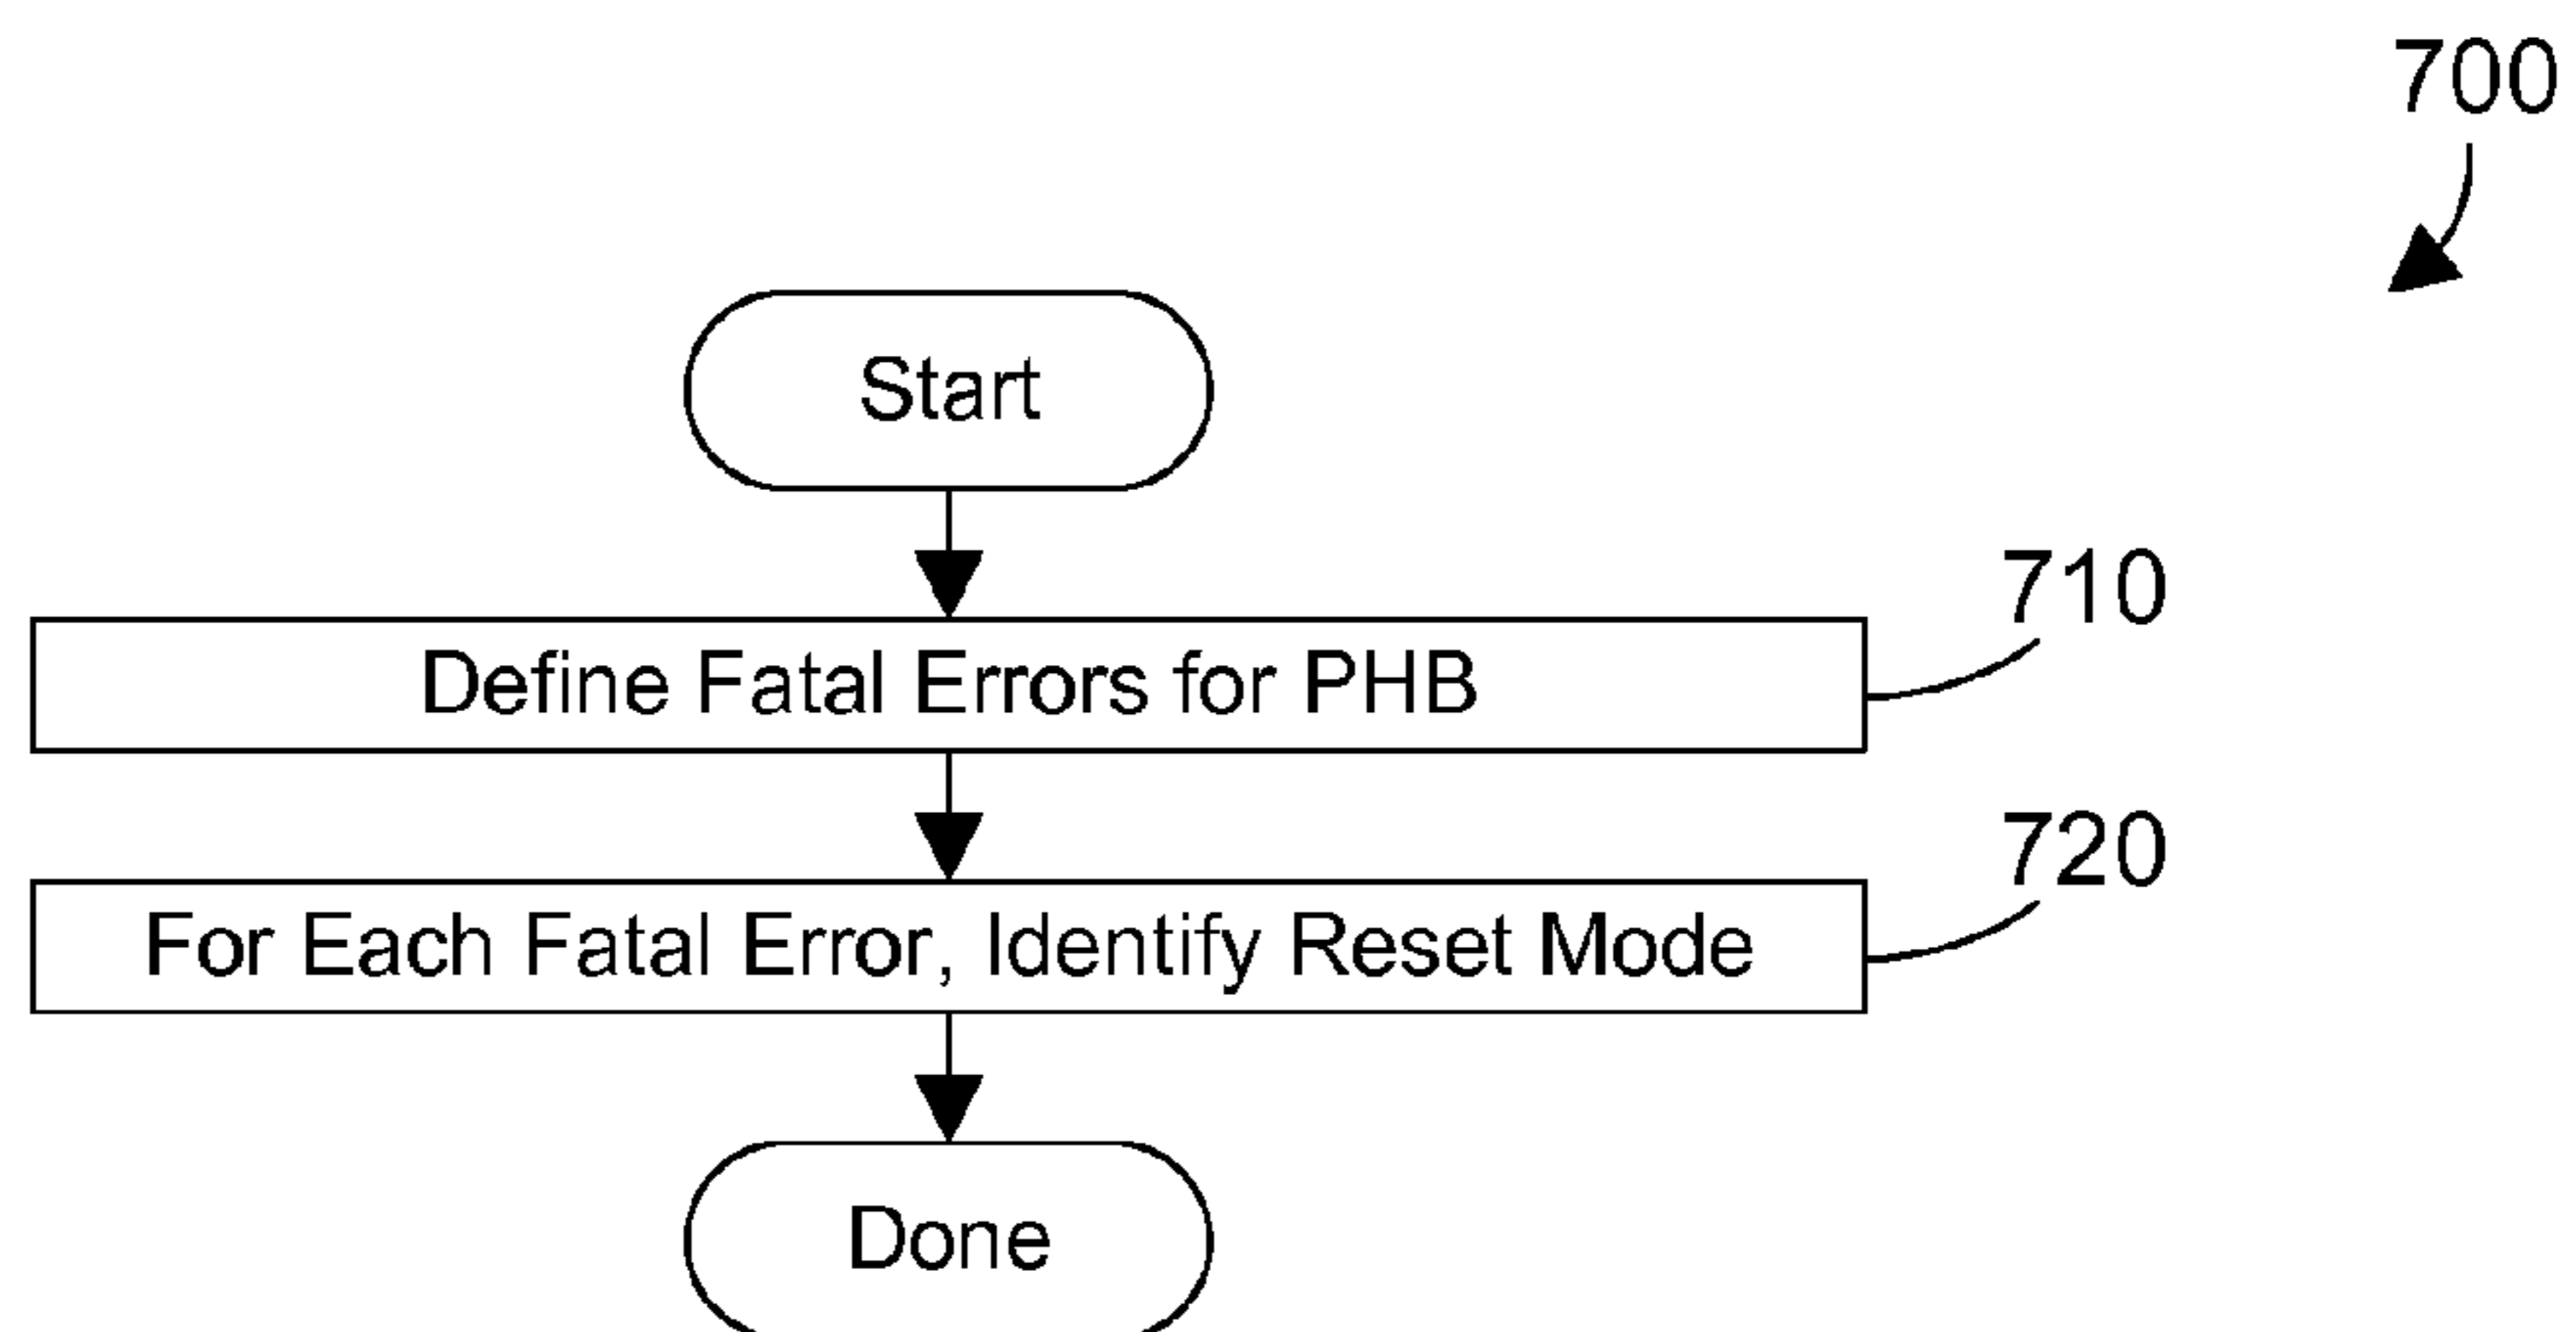 700
Start
710
Define Fatal Errors for PHB
720
For Each Fatal Error, Identify Reset Mode
Done